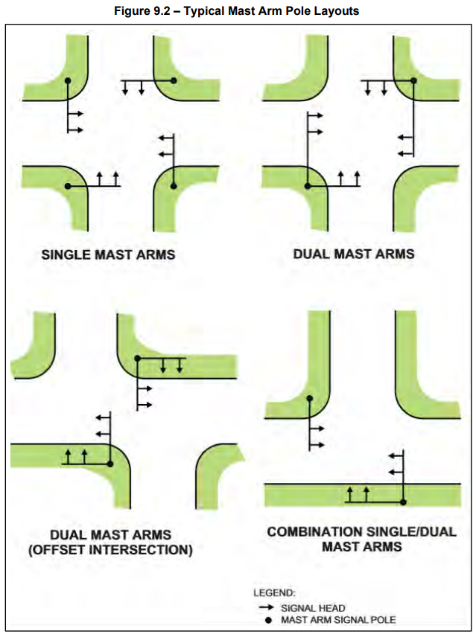 Figure 9.2 – Typical Mast Arm Pole Layouts
SINGLE MAST ARMS
DUAL MAST ARMS
DUAL MAST ARMS
(OFFSET INTERSECTION)
COMBINATION SINGLE/DUAL
MAST ARMS
LEGEND:
SIGNAL HEAD
MAST ARM SIGNAL POLE